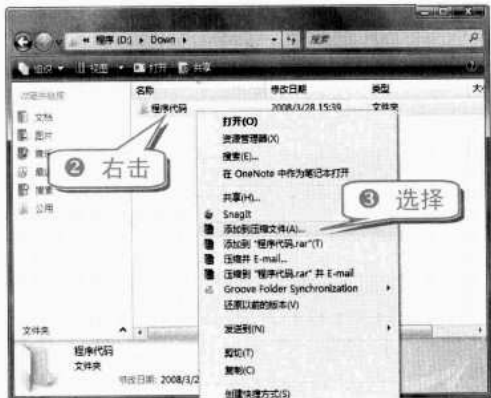 程序 (D:) ▸ Down ▸
搜索
组织 视图 打开 共享
名称 修改日期 类型 大
程序代码 2008/3/28 15:39 文件夹
文档
图片
搜索
公用
❷ 右击
打开(O)
资源管理器(X)
搜索(E)...
在 OneNote 中作为笔记本打开
共享(H)...
SnagIt
添加到压缩文件(A)...
添加到 "程序代码.rar"(T)
压缩并 E-mail...
压缩到 "程序代码.rar" 并 E-mail
Groove Folder Synchronization
还原以前的版本(V)
发送到(N)
剪切(T)
复制(C)
创建快捷方式(S)
❸ 选择
文件夹
程序代码
文件夹
修改日期: 2008/3/2